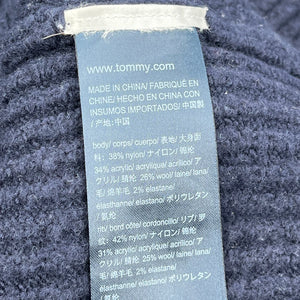 www.tommy.com
MADE IN CHINA/ FABRIQUÉ EN
CHINE/ HECHO EN CHINA CON
INSUMOS IMPORTADOS/ 中国製
/ 产地: 中国
body/ corps/ cuerpo/ 表地/ 大身面
料: 38% nylon/ ナイロン/ 锦纶
34% acrylic/ acrylique/ acrílico/ ア
クリル/ 腈纶 26% wool/ laine/ lana/
毛/ 绵羊毛 2% elastane/
élasthanne/ elastano/ ポリウレタン
/ 氨纶
rib/ bord côte/ cordoncillo/ リブ/ 罗
纹: 42% nylon/ ナイロン/ 锦纶
31% acrylic/ acrylique/ acrílico/ ア
クリル/ 腈纶 25% wool/ laine/ lana/
毛/ 绵羊毛 2% elastane/
élasthanne/ elastano/ ポリウレタン
/ 氨纶